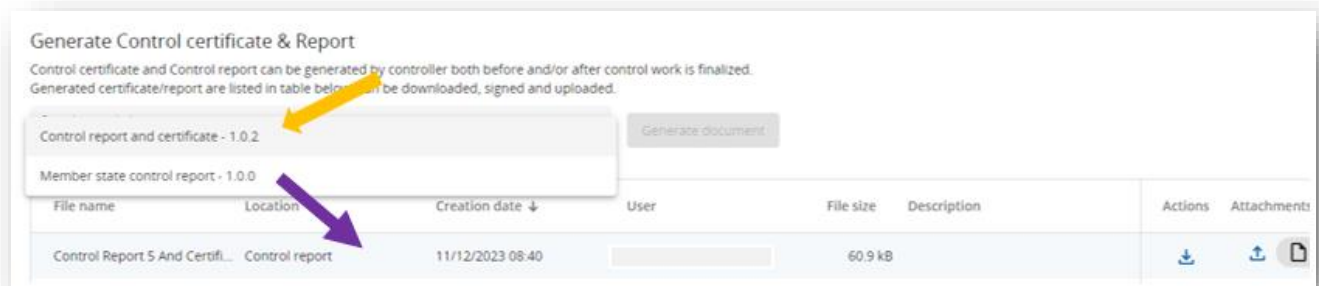 Generate Control certificate & Report
Control certificate and Control report can be generated by controller both before and/or after control work is finalized.
Generated certificate/report are listed in table below be downloaded, signed and uploaded.
Control report and certificate - 1.0.2
Generate document
Member state control report - 1.0.0
File name Location Creation date ↓ User File size Description Actions Attachments
Control Report 5 And Certifi... Control report 11/12/2023 08:40 60.9 kB